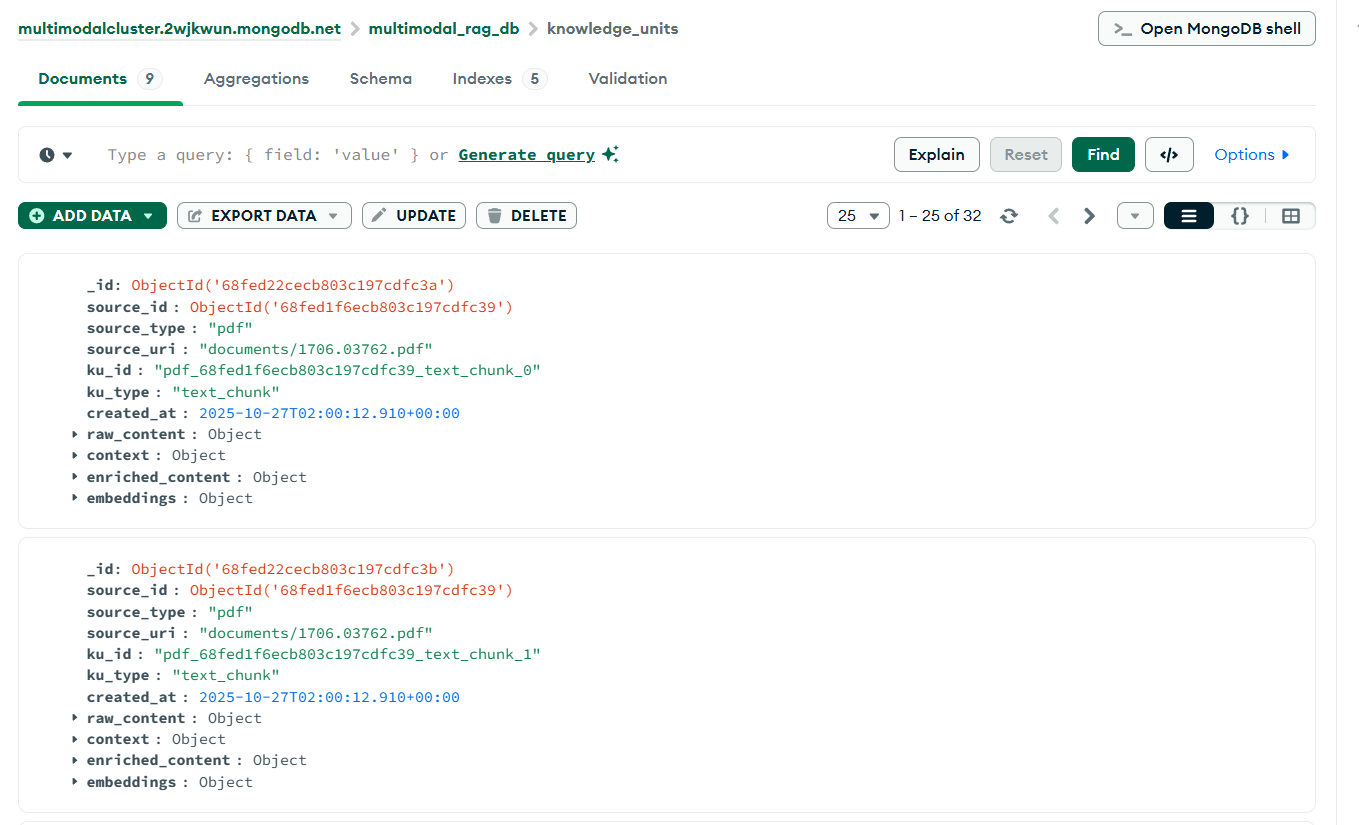 multimodalcluster.2wjkwun.mongodb.net > multimodal_rag_db > knowledge_units
>_ Open MongoDB shell
Documents 9 Aggregations Schema Indexes 5 Validation
Type a query: { field: 'value' } or Generate query
Explain Reset Find </> Options
ADD DATA EXPORT DATA UPDATE DELETE
25 1 – 25 of 32 {}
_id: ObjectId('68fed22cecb803c197cdfc3a')
source_id : ObjectId('68fed1f6ecb803c197cdfc39')
source_type : "pdf"
source_uri : "documents/1706.03762.pdf"
ku_id : "pdf_68fed1f6ecb803c197cdfc39_text_chunk_0"
ku_type : "text_chunk"
created_at : 2025-10-27T02:00:12.910+00:00
raw_content : Object
context : Object
enriched_content : Object
embeddings : Object
_id: ObjectId('68fed22cecb803c197cdfc3b')
source_id : ObjectId('68fed1f6ecb803c197cdfc39')
source_type : "pdf"
source_uri : "documents/1706.03762.pdf"
ku_id : "pdf_68fed1f6ecb803c197cdfc39_text_chunk_1"
ku_type : "text_chunk"
created_at : 2025-10-27T02:00:12.910+00:00
raw_content : Object
context : Object
enriched_content : Object
embeddings : Object